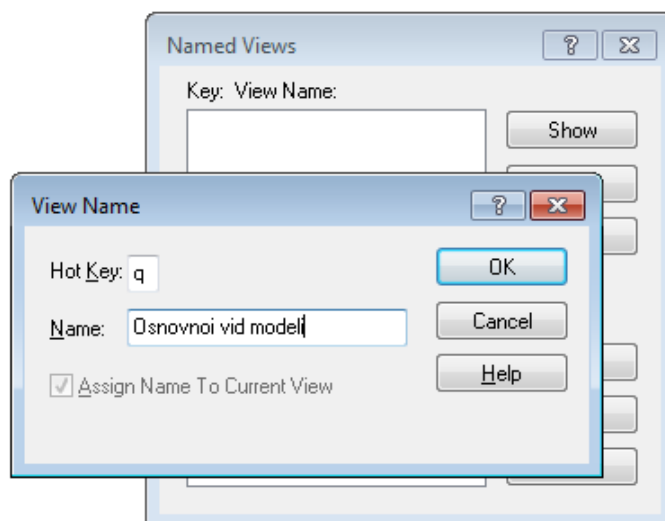 Named Views
Key: View Name:
Show
View Name
Hot Key: q
OK
Name: Osnovnoi vid modeli
Cancel
Assign Name To Current View
Help